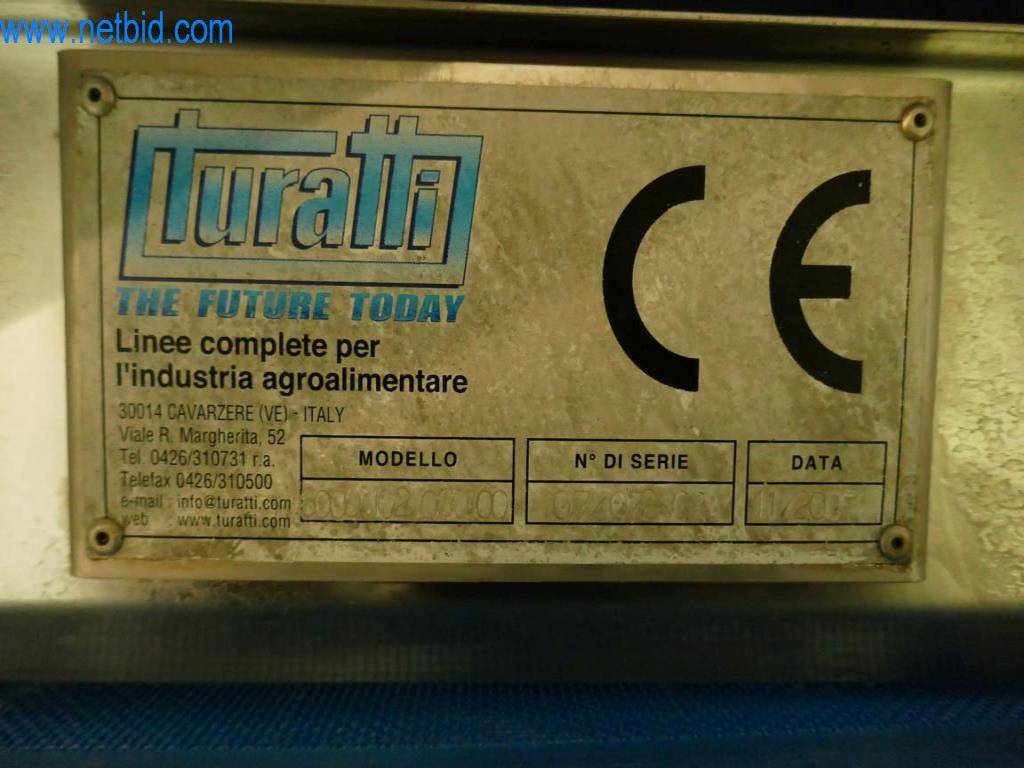 www.netbid.com
turatti
THE FUTURE TODAY
Linee complete per
l'industria agroalimentare
30014 CAVARZERE (VE) - ITALY
Viale R. Margherita, 52
Tel. 0426/310731 r.a.
Telefax 0426/310500
e-mail : info@turatti.com
web : www.turatti.com
CE
MODELLO
N° DI SERIE
DATA